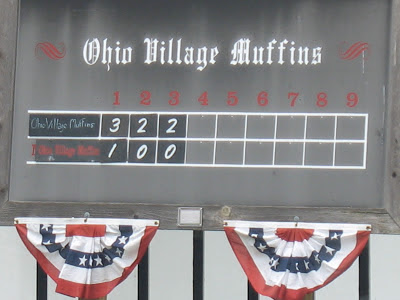 Ohio Village Muffins
1 2 3 4 5 6 7 8 9
Ohio Village Muffins 3 2 2
1 0 0